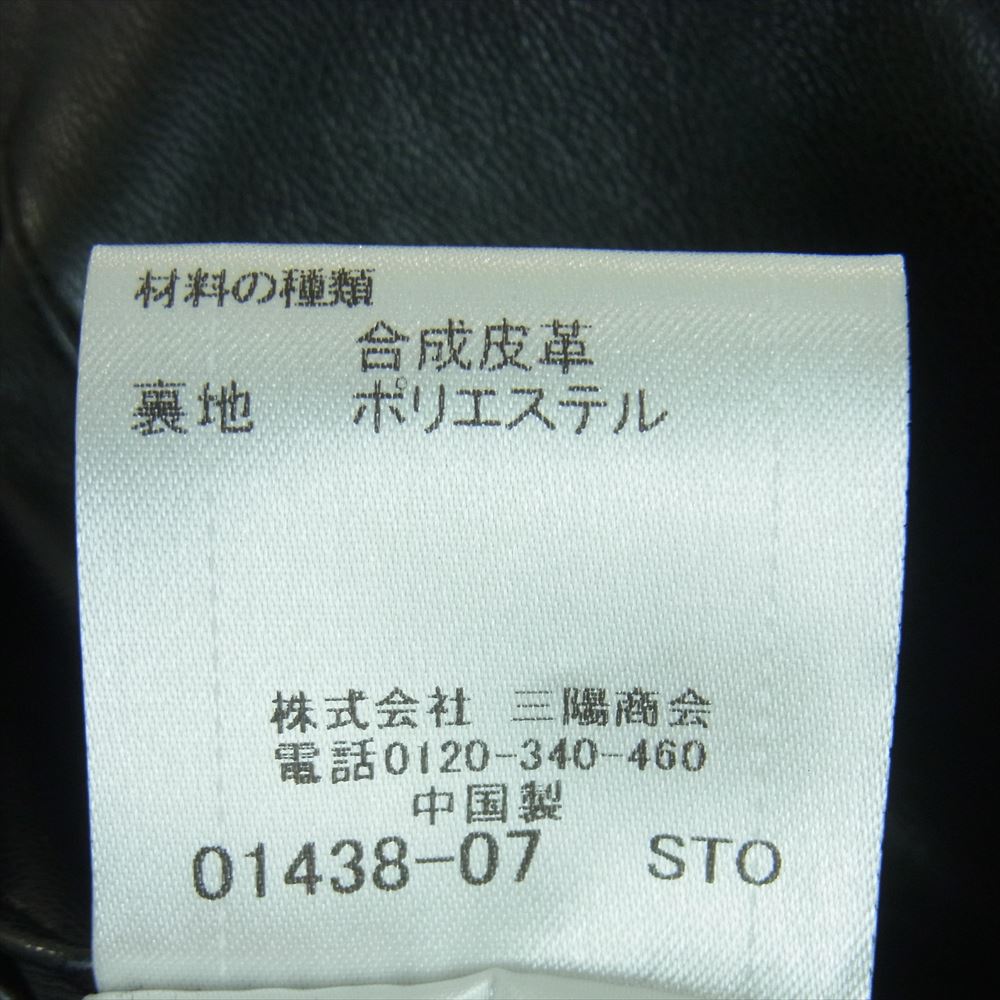 材料の種類
合成皮革
裏地 ポリエステル
株式会社 三陽商会
電話0120-340-460
中国製
01438-07 STO